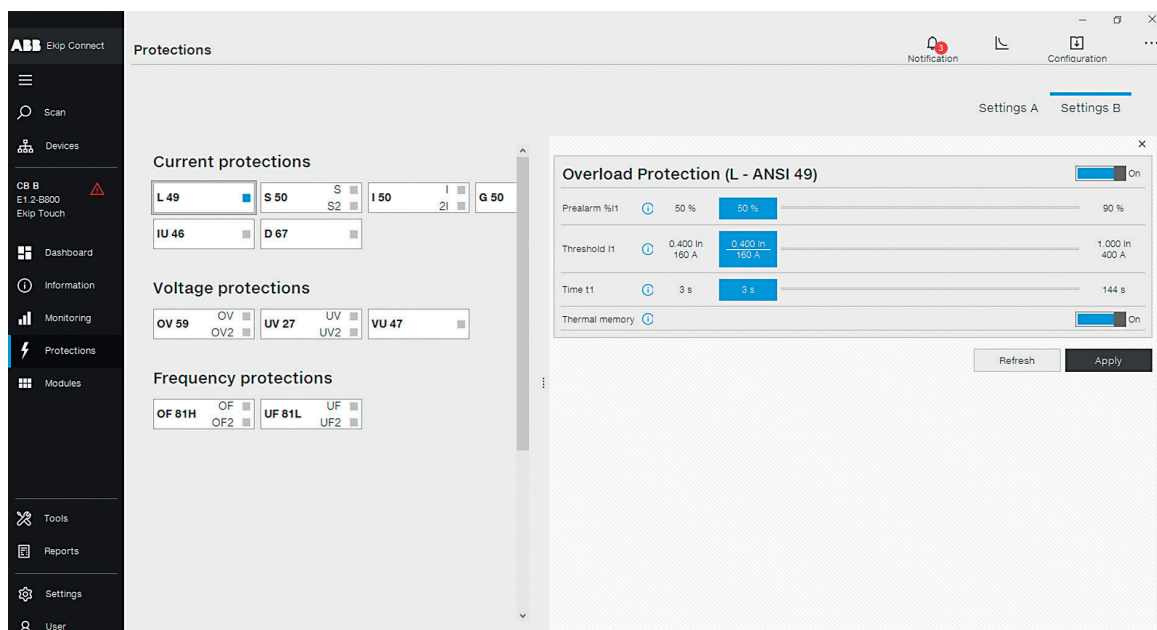 ABB Ekip Connect
Scan
Devices
CB B
E1.2-B800
Ekip Touch
Dashboard
Information
Monitoring
Protections
Modules
Tools
Reports
Settings
User
Protections
3
Notification
Configuration
Settings A Settings B
Current protections
L 49
S 50 S S2
I 50 I 2I
G 50
IU 46
D 67
Voltage protections
OV 59 OV OV2
UV 27 UV UV2
VU 47
Frequency protections
OF 81H OF OF2
UF 81L UF UF2
Overload Protection (L - ANSI 49) On
Prealarm %I1 50 % 50 % 90 %
Threshold I1 0.400 In 160 A 0.400 In 160 A 1.000 In 400 A
Time t1 3 s 3 s 144 s
Thermal memory On
Refresh Apply